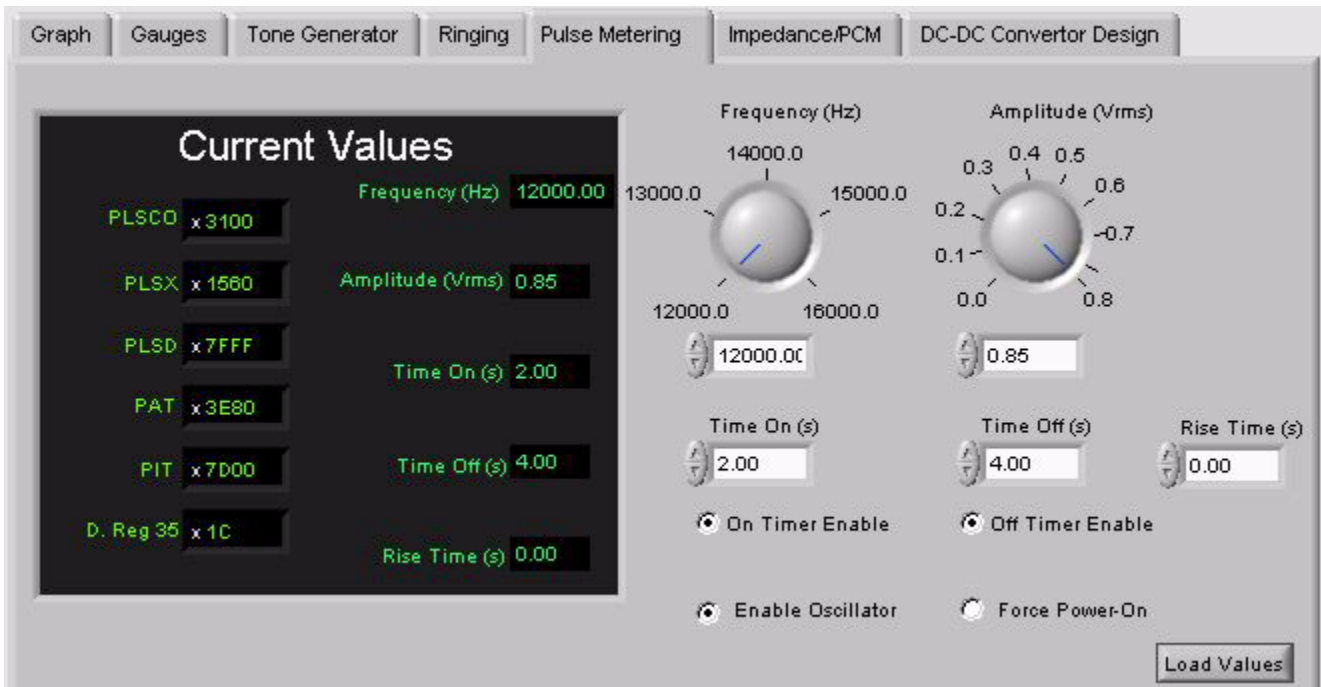 Graph Gauges Tone Generator Ringing Pulse Metering Impedance/PCM DC-DC Convertor Design
Current Values
PLSCO x 3100
PLSX x 1560
PLSD x 7FFF
PAT x 3E80
PIT x 7D00
D. Reg 35 x 1C
Frequency (Hz) 12000.00
Amplitude (Vrms) 0.85
Time On (s) 2.00
Time Off (s) 4.00
Rise Time (s) 0.00
Frequency (Hz)
14000.0
13000.0 15000.0
12000.0 16000.0
12000.00
Amplitude (Vrms)
0.4 0.5
0.3 0.6
0.2 -0.7
0.1
0.0 0.8
0.85
Time On (s) Time Off (s) Rise Time (s)
2.00 4.00 0.00
On Timer Enable Off Timer Enable
Enable Oscillator Force Power-On
Load Values